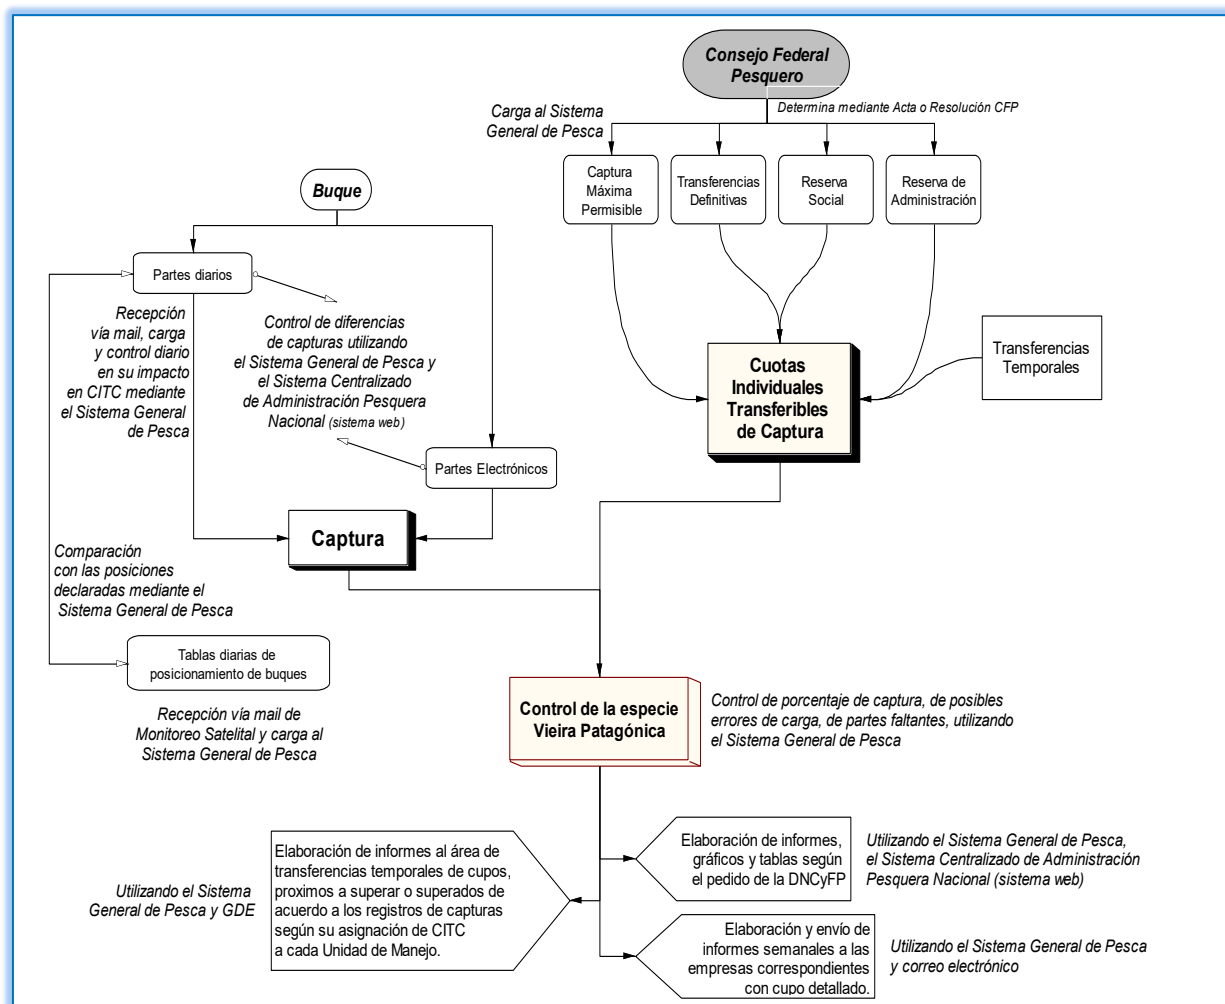 Consejo Federal
Pesquero
Determina mediante Acta o Resolución CFP
Carga al Sistema
General de Pesca
Captura
Máxima
Permisible
Transferencias
Definitivas
Reserva
Social
Reserva de
Administración
Buque
Partes diarios
Recepción
vía mail, carga
y control diario
en su impacto
en CITC mediante
el Sistema General
de Pesca
Control de diferencias
de capturas utilizando
el Sistema General de Pesca y
el Sistema Centralizado
de Administración Pesquera
Nacional (sistema web)
Partes Electrónicos
Cuotas
Individuales
Transferibles
de Captura
Transferencias
Temporales
Captura
Comparación
con las posiciones
declaradas mediante el
Sistema General de Pesca
Tablas diarias de
posicionamiento de buques
Recepción vía mail de
Monitoreo Satelital y carga al
Sistema General de Pesca
Control de la especie
Vieira Patagónica
Control de porcentaje de captura, de posibles
errores de carga, de partes faltantes, utilizando
el Sistema General de Pesca
Utilizando el Sistema
General de Pesca y GDE
Elaboración de informes al área de
transferencias temporales de cupos,
proximos a superar o superados de
acuerdo a los registros de capturas
según su asignación de CITC
a cada Unidad de Manejo.
Elaboración de informes,
gráficos y tablas según
el pedido de la DNCyFP
Utilizando el Sistema General de Pesca,
el Sistema Centralizado de Administración
Pesquera Nacional (sistema web)
Elaboración y envío de
informes semanales a las
empresas correspondientes
con cupo detallado.
Utilizando el Sistema General de Pesca
y correo electrónico